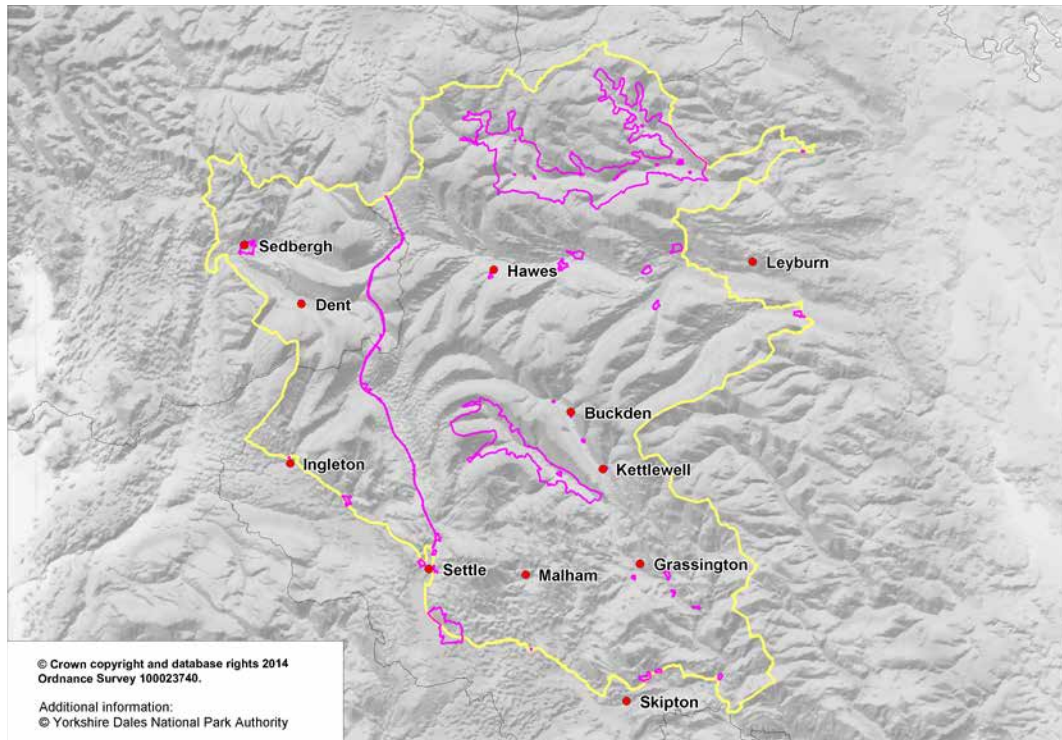 Sedbergh
Leyburn
Hawes
Dent
Buckden
Ingleton
Kettlewell
Settle
Malham
Grassington
© Crown copyright and database rights 2014
Ordnance Survey 100023740.
Additional information:
© Yorkshire Dales National Park Authority
Skipton